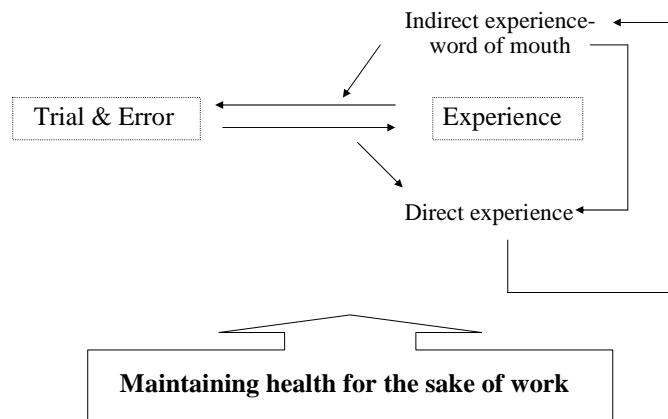 Indirect experience-
word of mouth
Trial & Error
Experience
Direct experience
Maintaining health for the sake of work